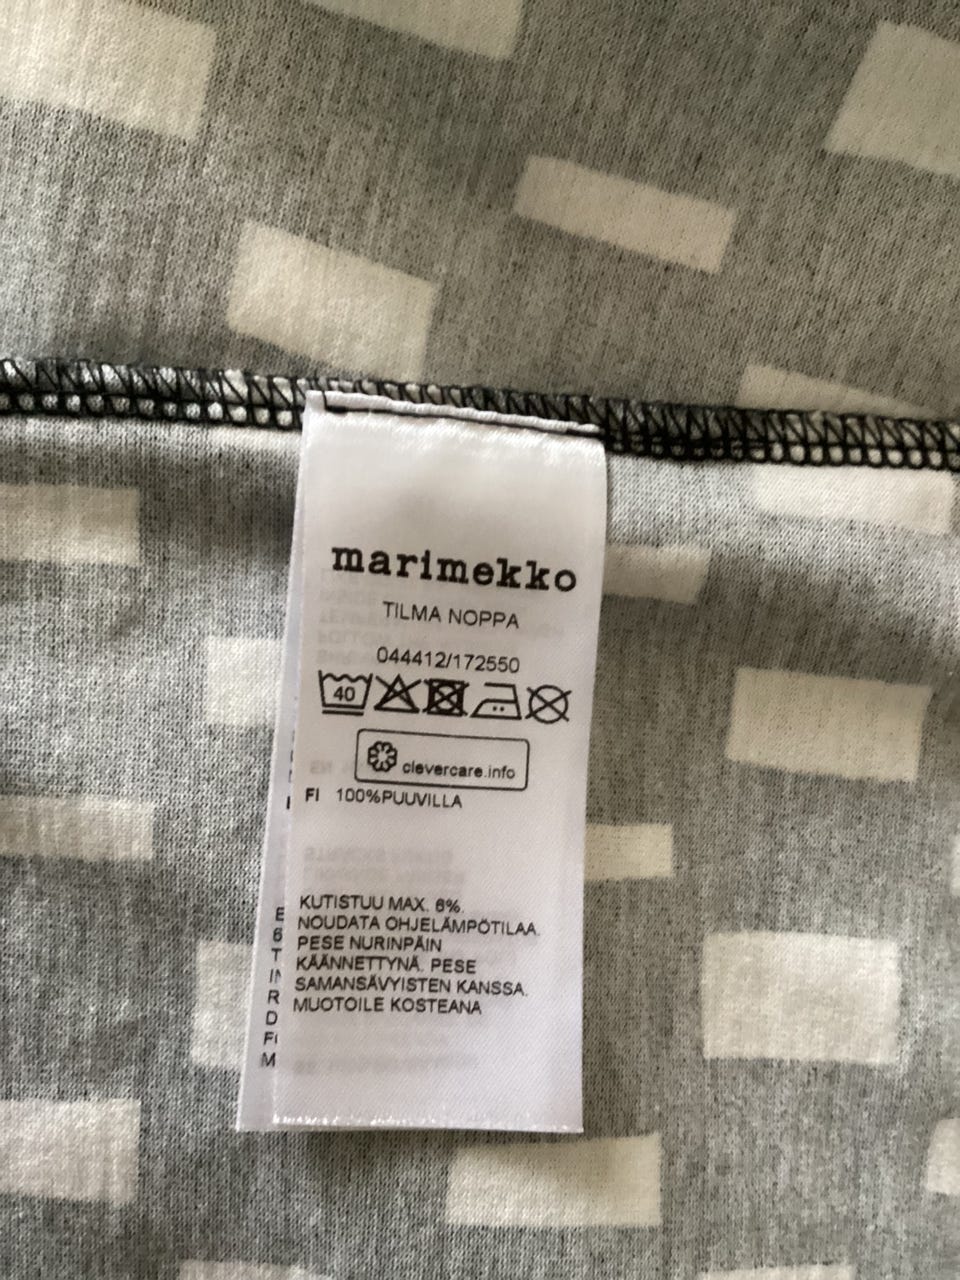 marimekko
TILMA NOPPA
044412/172550
40
clevercare.info
FI 100%PUUVILLA
KUTISTUU MAX. 6%.
NOUDATA OHJELÄMPÖTILAA.
PESE NURINPÄIN
KÄÄNNETTYNÄ. PESE
SAMANSÄVYISTEN KANSSA.
MUOTOILE KOSTEANA